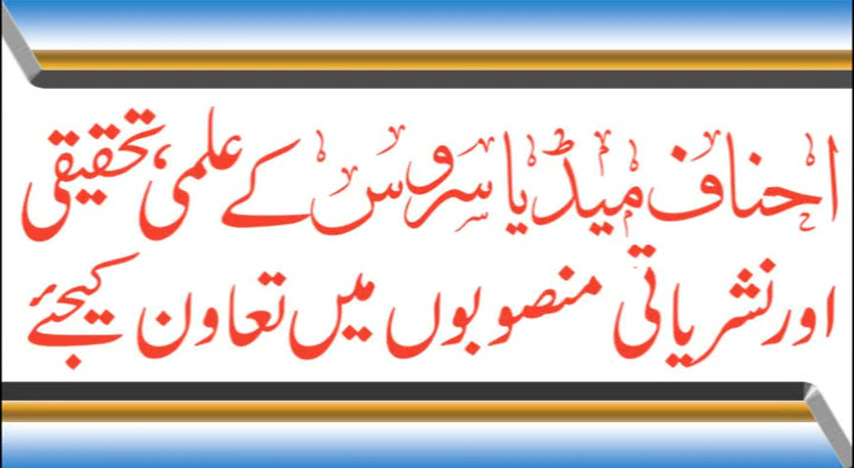 احناف میڈیا سروس کے علمی، تحقیقی
اور نشریاتی منصوبوں میں تعاون کیجئے